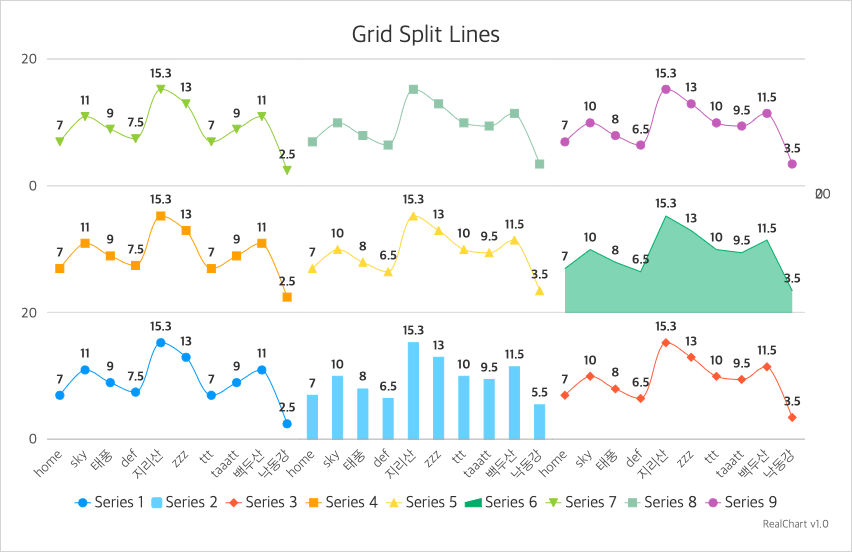 Grid Split Lines
20
7 11 9 7.5 15.3 13 7 9 11 2.5
7 10 8 6.5 15.3 13 10 9.5 11.5 3.5
0
20
7 11 9 7.5 15.3 13 7 9 11 2.5
7 10 8 6.5 15.3 13 10 9.5 11.5 3.5
7 10 8 6.5 15.3 13 10 9.5 11.5 3.5
20
7 11 9 7.5 15.3 13 7 9 11 2.5
7 10 8 6.5 15.3 13 10 9.5 11.5 5.5
7 10 8 6.5 15.3 13 10 9.5 11.5 3.5
0
home sky 태풍 def 지리산 zzz ttt taaatt 백두산 낙동강
home sky 태풍 def 지리산 zzz ttt taaatt 백두산 낙동강
home sky 태풍 def 지리산 zzz ttt taaatt 백두산 낙동강
Series 1 Series 2 Series 3 Series 4 Series 5 Series 6 Series 7 Series 8 Series 9
RealChart v1.0